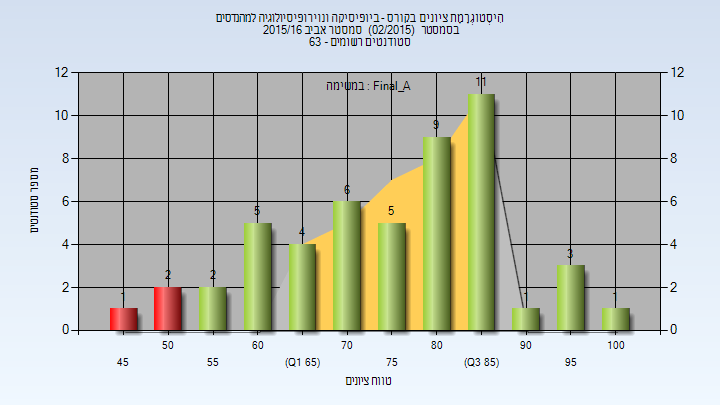 היסטוגרמת ציונים בקורס - ביופיסיקה ונוירופיסיולוגיה למהנדסים
בסמסטר (02/2015) סמסטר אביב 2015/16
סטודנטים רשומים - 63
במשימה : Final_A
מספר סטודנטים
12 12
10 10
8 8
6 6
4 4
2 2
0 0
1 2 2 5 4 6 5 9 11 1 3 1
50 60 70 80 90 100
45 55 (Q1 65) 75 (Q3 85) 95
טווח ציונים